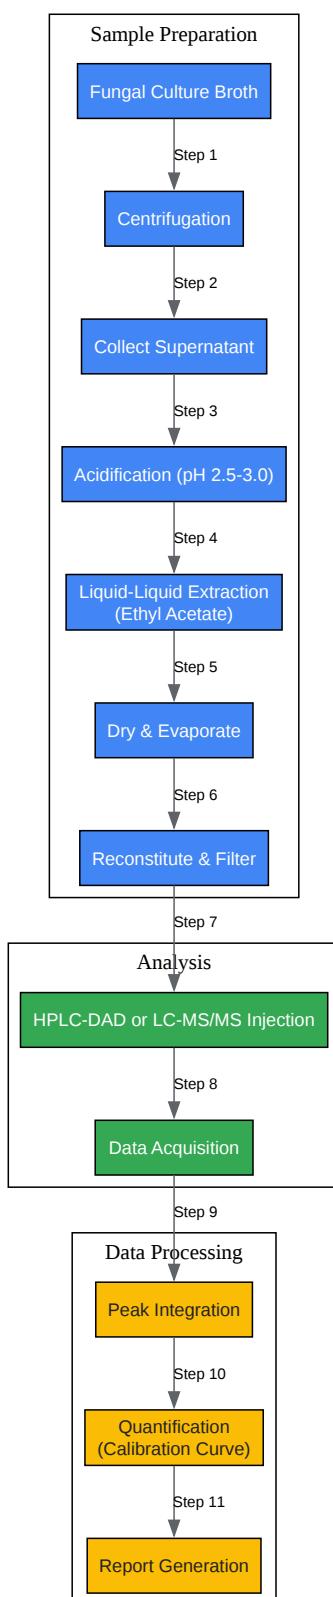 Sample Preparation
Fungal Culture Broth
Step 1
Centrifugation
Step 2
Collect Supernatant
Step 3
Acidification (pH 2.5-3.0)
Step 4
Liquid-Liquid Extraction
(Ethyl Acetate)
Step 5
Dry & Evaporate
Step 6
Reconstitute & Filter
Step 7
Analysis
HPLC-DAD or LC-MS/MS Injection
Step 8
Data Acquisition
Step 9
Data Processing
Peak Integration
Step 10
Quantification
(Calibration Curve)
Step 11
Report Generation